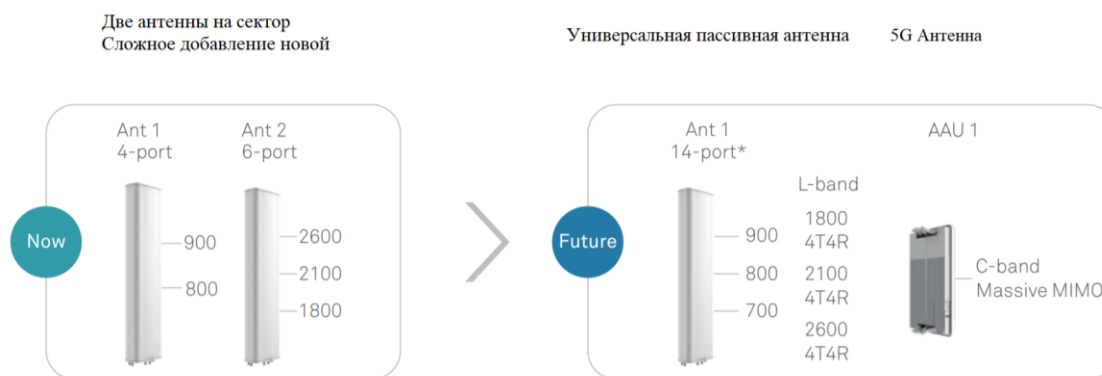 Две антенны на сектор
Сложное добавление новой
Универсальная пассивная антенна
5G Антенна
Now
Ant 1
4-port
900
800
Ant 2
6-port
2600
2100
1800
Future
Ant 1
14-port*
900
800
700
L-band
1800
4T4R
2100
4T4R
2600
4T4R
AAU 1
C-band
Massive MIMO